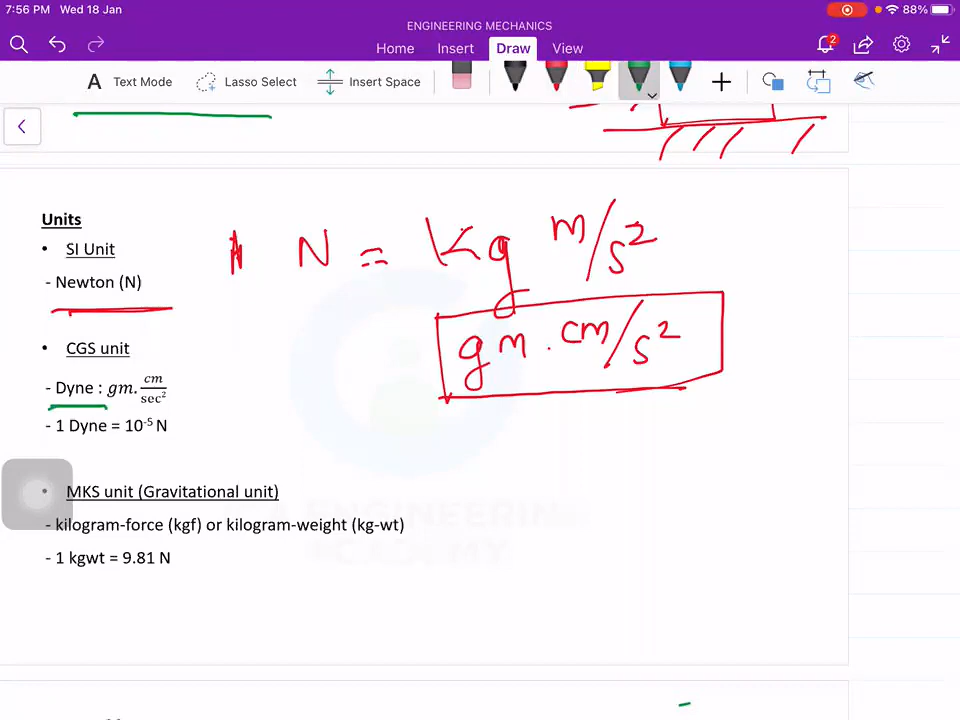 7:56 PM Wed 18 Jan
88%
ENGINEERING MECHANICS
Home Insert Draw View
2
A Text Mode Lasso Select Insert Space
Units
• SI Unit
- Newton (N)
N = Kg m/s²
gm . cm/s²
• CGS unit
- Dyne : gm. cm/sec²
- 1 Dyne = 10⁻⁵ N
• MKS unit (Gravitational unit)
- kilogram-force (kgf) or kilogram-weight (kg-wt)
- 1 kgwt = 9.81 N
ENGINEERING
ACADEMY